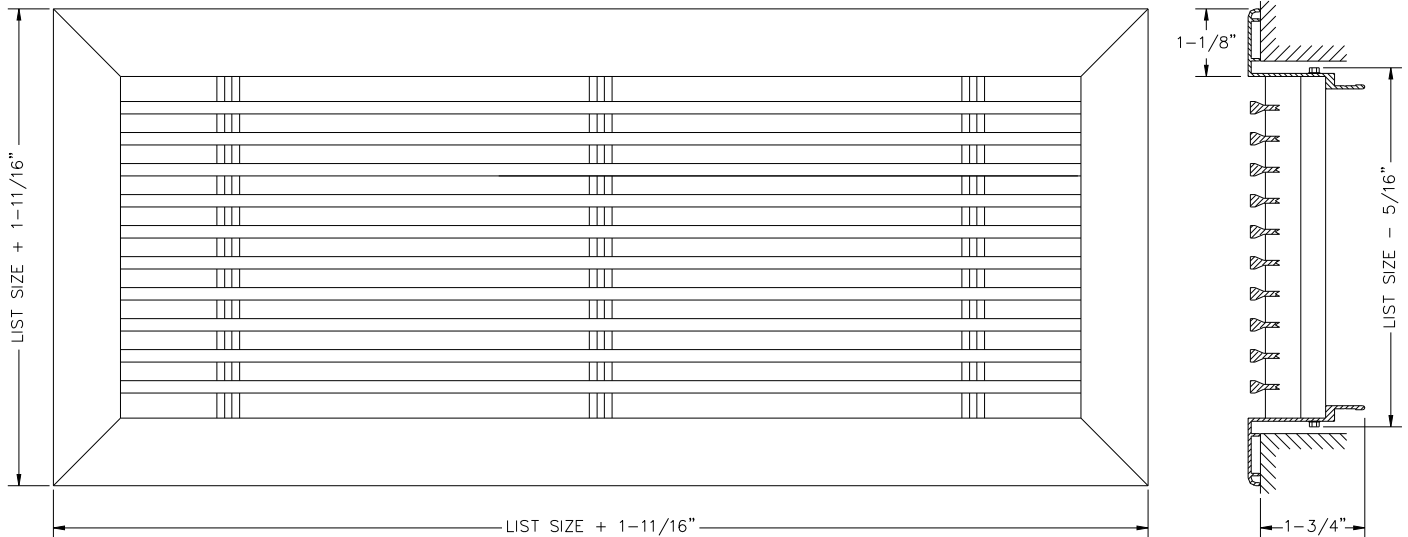 1-1/8"
LIST SIZE + 1-11/16"
LIST SIZE - 5/16"
LIST SIZE + 1-11/16"
1-3/4"